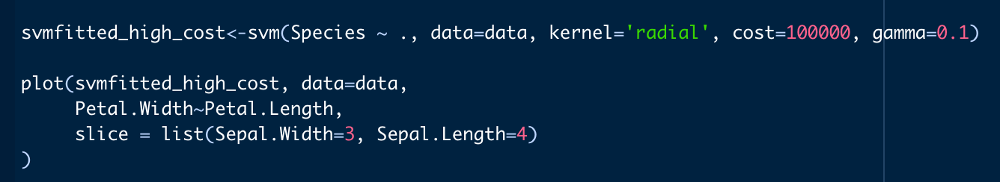 svmfitted_high_cost<-svm(Species ~ ., data=data, kernel='radial', cost=100000, gamma=0.1)
plot(svmfitted_high_cost, data=data,
Petal.Width~Petal.Length,
slice = list(Sepal.Width=3, Sepal.Length=4)
)